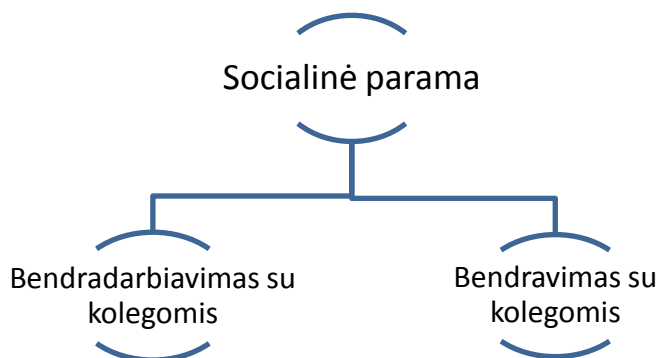 Socialinė parama
Bendradarbiavimas su
kolegomis
Bendravimas su
kolegomis